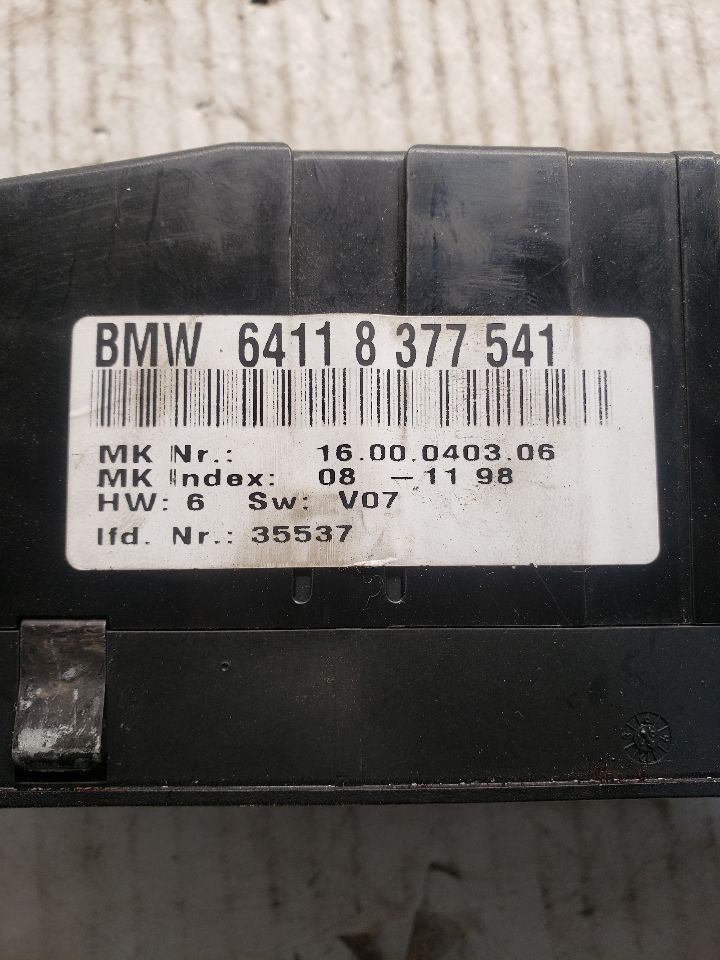 BMW 6411 8 377 541
MK Nr.: 16.00.0403.06
MK Index: 08 – 11 98
HW: 6 Sw: V07
lfd. Nr.: 35537